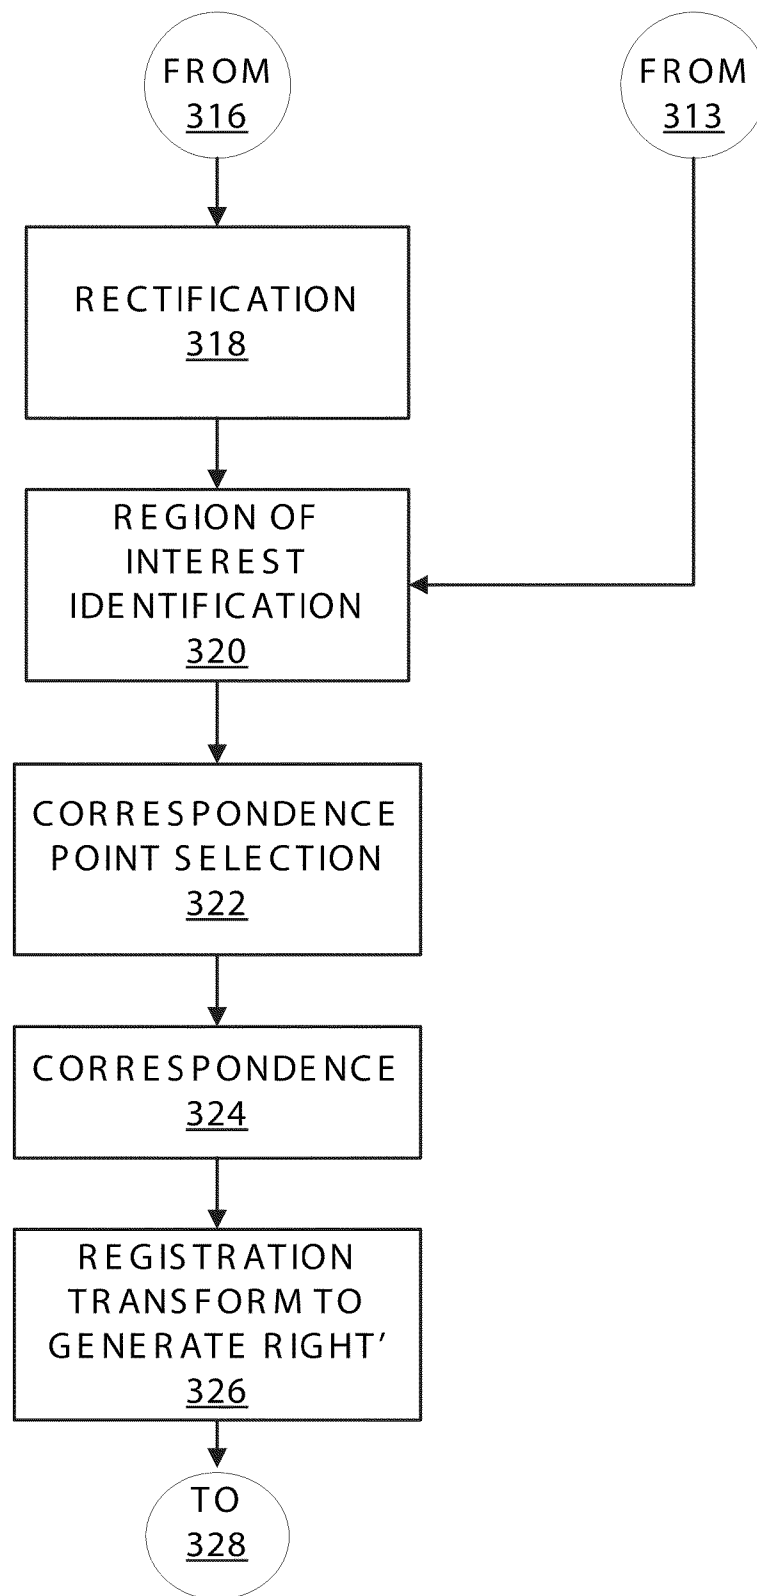 FROM
316
FROM
313
RECTIFICATION
318
REGION OF
INTEREST
IDENTIFICATION
320
CORRESPONDENCE
POINT SELECTION
322
CORRESPONDENCE
324
REGISTRATION
TRANSFORM TO
GENERATE RIGHT’
326
TO
328